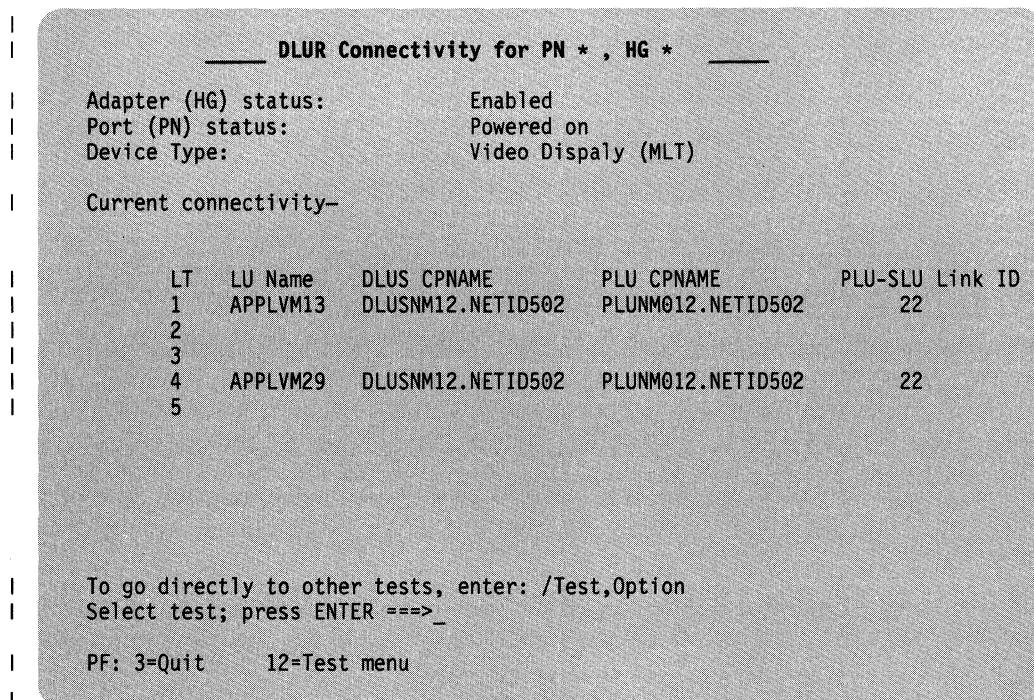 DLUR Connectivity for PN * , HG *
Adapter (HG) status: Enabled
Port (PN) status: Powered on
Device Type: Video Dispaly (MLT)
Current connectivity—
LT LU Name DLUS CPNAME PLU CPNAME PLU-SLU Link ID
1 APPLVM13 DLUSNM12.NETID502 PLUNM012.NETID502 22
2
3
4 APPLVM29 DLUSNM12.NETID502 PLUNM012.NETID502 22
5
To go directly to other tests, enter: /Test,Option
Select test; press ENTER ===>_
PF: 3=Quit 12=Test menu